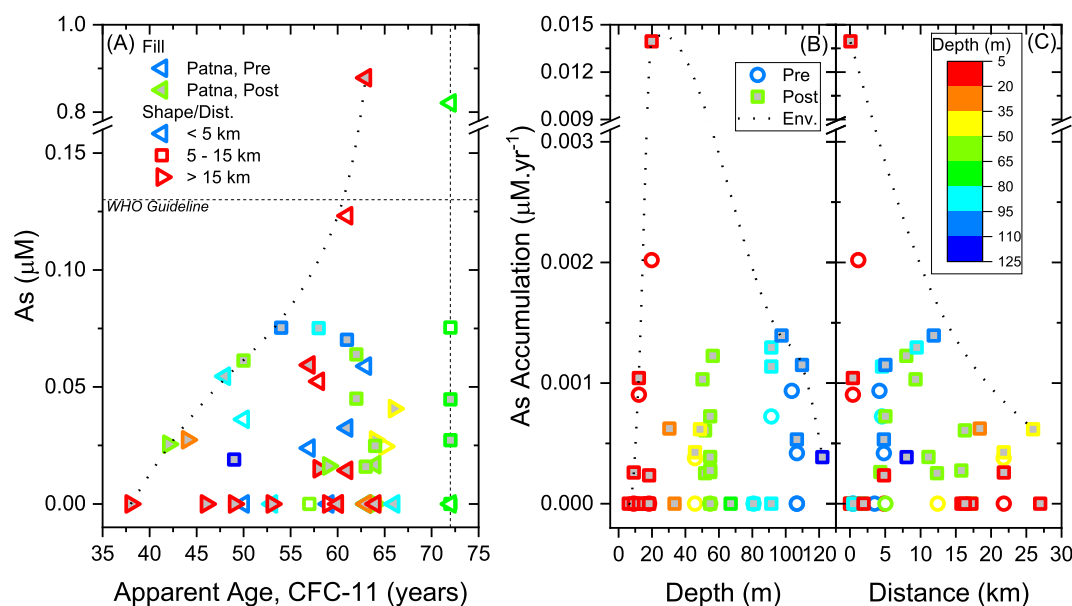 (A)
Fill
Patna, Pre
Patna, Post
Shape/Dist.
< 5 km
5 - 15 km
> 15 km
WHO Guideline
As (μM)
1.0
0.8
0.15
0.10
0.05
0.00
35 40 45 50 55 60 65 70 75
Apparent Age, CFC-11 (years)
(B)
Pre
Post
Env.
As Accumulation (μM.yr-1)
0.015
0.012
0.009
0.003
0.002
0.001
0.000
0 20 40 60 80 100 120
Depth (m)
(C)
Depth (m)
5
20
35
50
65
80
95
110
125
0 5 10 15 20 25 30
Distance (km)